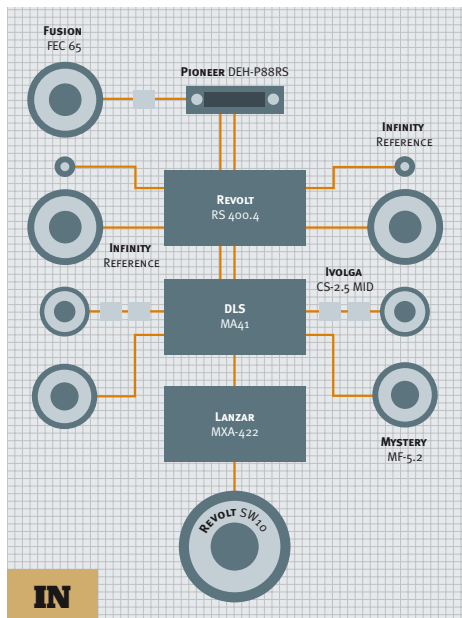 Fusion
FEC 65
Pioneer DEH-P88RS
Infinity
Reference
Revolt
RS 400.4
Infinity
Reference
Ivolga
CS-2.5 MID
DLS
MA41
Lanzar
MXA-422
Mystery
MF-5.2
Revolt SW10
IN